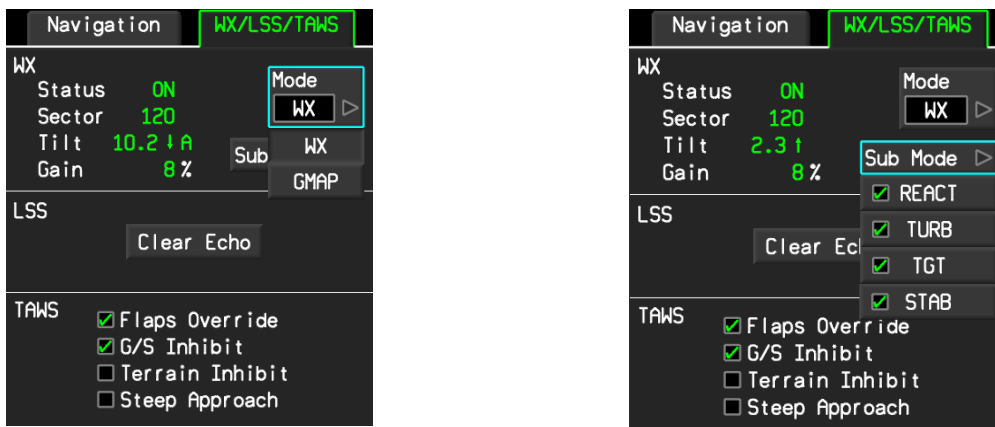 Navigation WX/LSS/TAWS
WX
Mode
Status ON
WX
Sector 120
Tilt 10.2↓A
Sub
WX
Gain 8%
GMAP
LSS
Clear Echo
TAWS
Flaps Override
G/S Inhibit
Terrain Inhibit
Steep Approach
Navigation WX/LSS/TAWS
WX
Mode
Status ON
WX
Sector 120
Tilt 2.3↑
Sub Mode
Gain 8%
REACT
LSS
TURB
Clear Ec
TGT
STAB
TAWS
Flaps Override
G/S Inhibit
Terrain Inhibit
Steep Approach